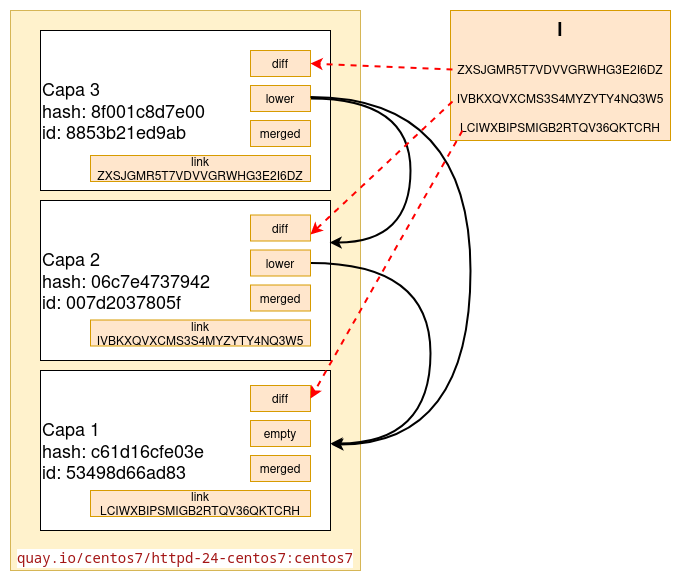 Capa 3
hash: 8f001c8d7e00
id: 8853b21ed9ab
diff
lower
merged
link
ZXSJGMR5T7VDVVGRWHG3E2I6DZ
Capa 2
hash: 06c7e4737942
id: 007d2037805f
diff
lower
merged
link
IVBKXQVXCMS3S4MYZYTY4NQ3W5
Capa 1
hash: c61d16cfe03e
id: 53498d66ad83
diff
empty
merged
link
LCIWXBIPSMIGB2RTQV36QKTCRH
quay.io/centos7/httpd-24-centos7:centos7
l
ZXSJGMR5T7VDVVGRWHG3E2I6DZ
IVBKXQVXCMS3S4MYZYTY4NQ3W5
LCIWXBIPSMIGB2RTQV36QKTCRH